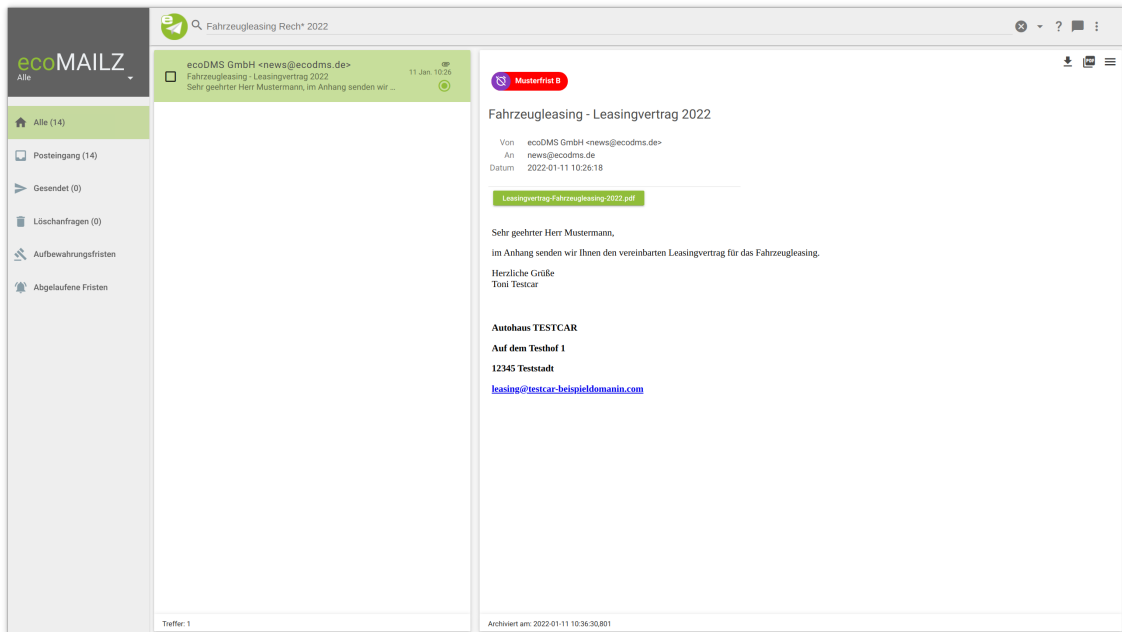 ecoMAILZ
Alle
Alle (14)
Posteingang (14)
Gesendet (0)
Löschanfragen (0)
Aufbewahrungsfristen
Abgelaufene Fristen
e
Fahrzeugleasing Rech* 2022
?
ecoDMS GmbH <news@ecodms.de>
11 Jan. 10:26
Fahrzeugleasing - Leasingvertrag 2022
Sehr geehrter Herr Mustermann, im Anhang senden wir ...
Treffer: 1
PDF
Musterfrist B
Fahrzeugleasing - Leasingvertrag 2022
Von ecoDMS GmbH <news@ecodms.de>
An news@ecodms.de
Datum 2022-01-11 10:26:18
Leasingvertrag-Fahrzeugleasing-2022.pdf
Sehr geehrter Herr Mustermann,
im Anhang senden wir Ihnen den vereinbarten Leasingvertrag für das Fahrzeugleasing.
Herzliche Grüße
Toni Testcar
Autohaus TESTCAR
Auf dem Testhof 1
12345 Teststadt
leasing@testcar-beispieldomanin.com
Archiviert am: 2022-01-11 10:36:30,801